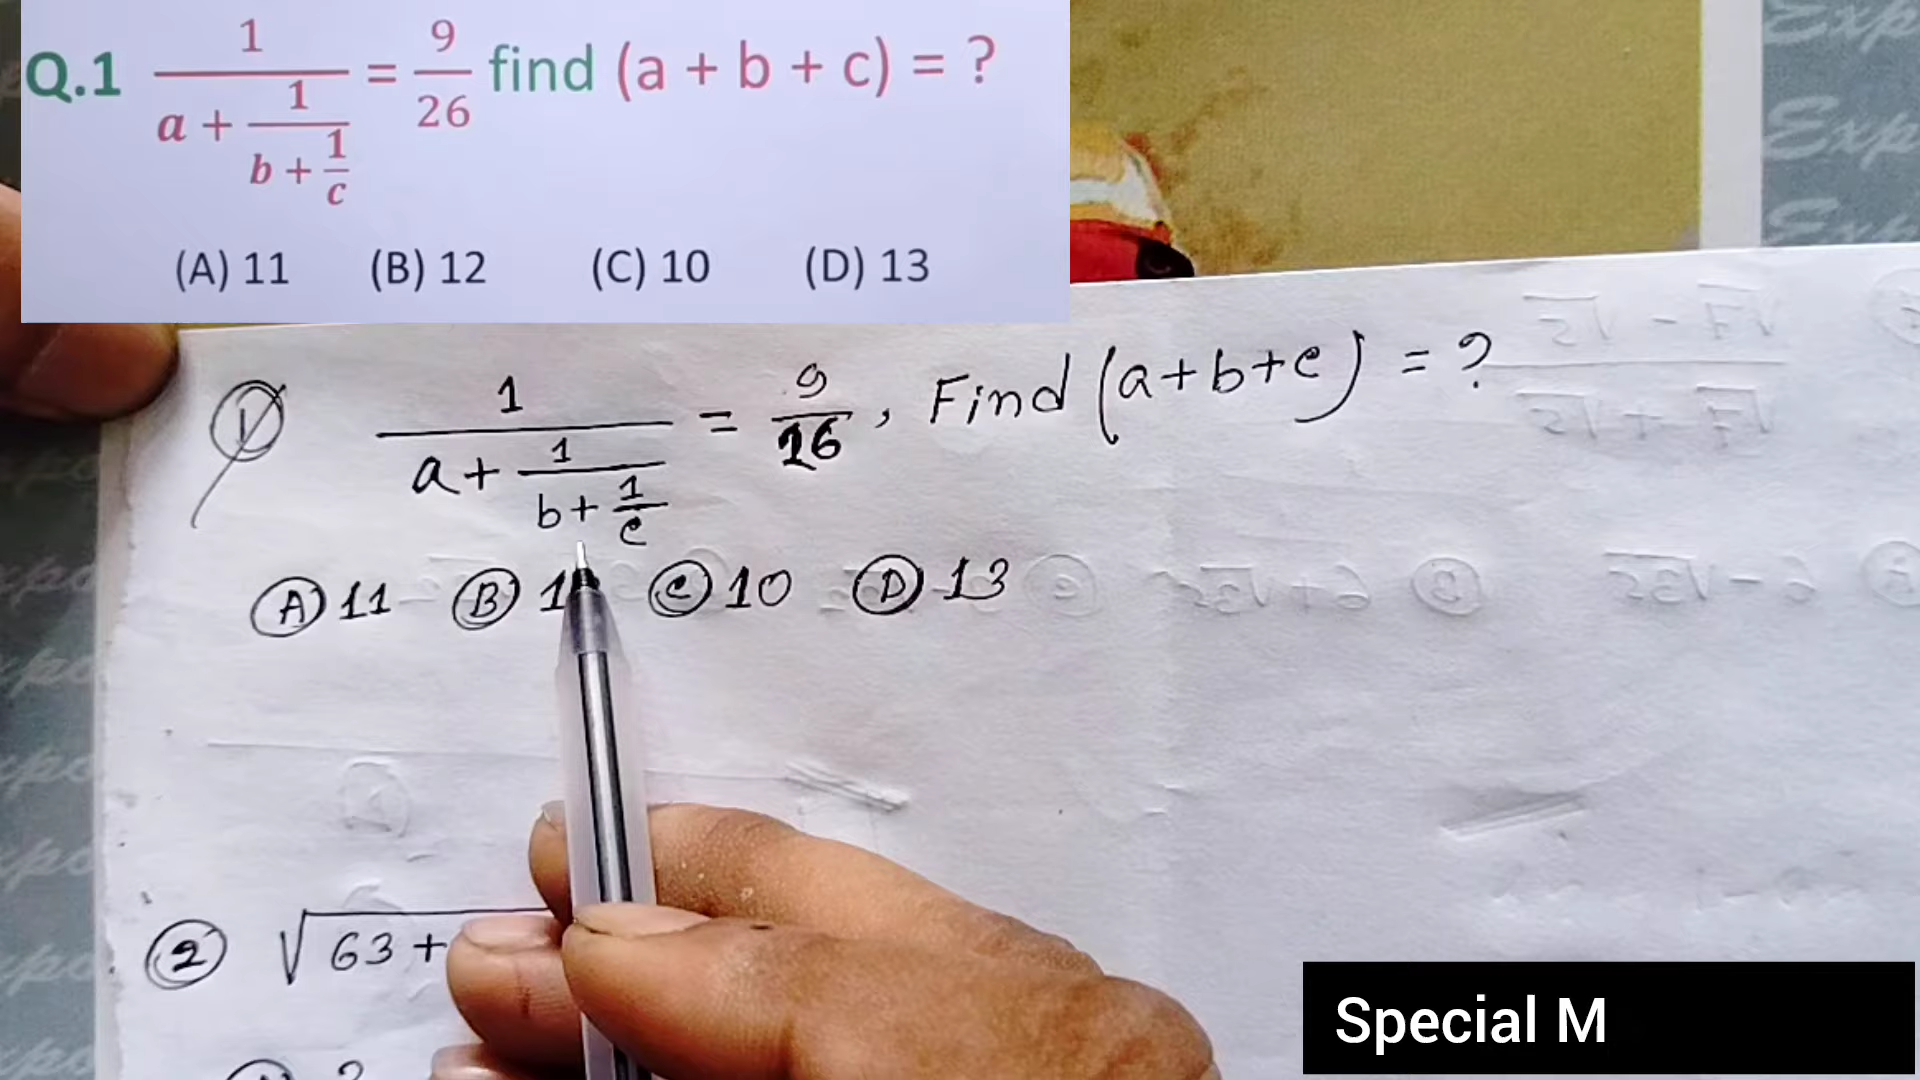 Q.1 1/(a + 1/(b + 1/c)) = 9/26 find (a + b + c) = ?
(A) 11 (B) 12 (C) 10 (D) 13
① 1/(a + 1/(b + 1/c)) = 9/26, Find (a+b+c) = ?
Ⓐ 11 Ⓑ Ⓒ 10 Ⓓ 13
② √63 +
Special M